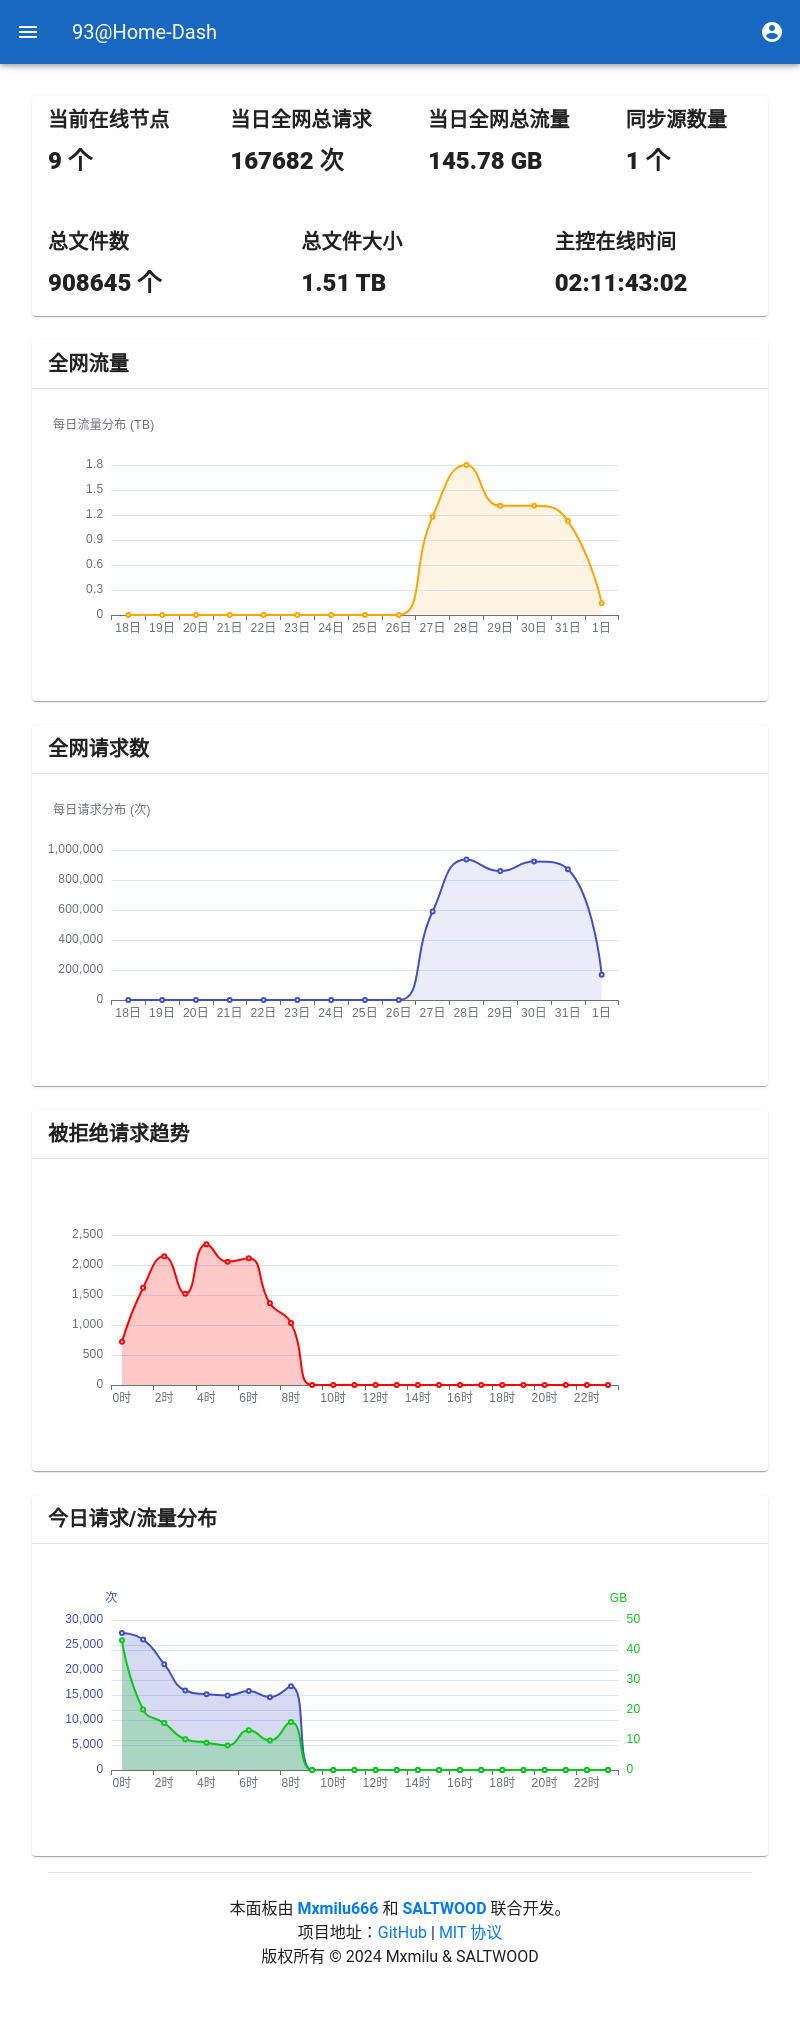 93@Home-Dash
当前在线节点 当日全网总请求 当日全网总流量 同步源数量
9 个 167682 次 145.78 GB 1 个
总文件数 总文件大小 主控在线时间
908645 个 1.51 TB 02:11:43:02
全网流量
每日流量分布 (TB)
1.8
1.5
1.2
0.9
0.6
0.3
0
18日 19日 20日 21日 22日 23日 24日 25日 26日 27日 28日 29日 30日 31日 1日
全网请求数
每日请求分布 (次)
1,000,000
800,000
600,000
400,000
200,000
0
18日 19日 20日 21日 22日 23日 24日 25日 26日 27日 28日 29日 30日 31日 1日
被拒绝请求趋势
2,500
2,000
1,500
1,000
500
0
0时 2时 4时 6时 8时 10时 12时 14时 16时 18时 20时 22时
今日请求/流量分布
次 GB
30,000 50
25,000 40
20,000 30
15,000 20
10,000 10
5,000
0 0
0时 2时 4时 6时 8时 10时 12时 14时 16时 18时 20时 22时
本面板由 Mxmilu666 和 SALTWOOD 联合开发。
项目地址：GitHub | MIT 协议
版权所有 © 2024 Mxmilu & SALTWOOD